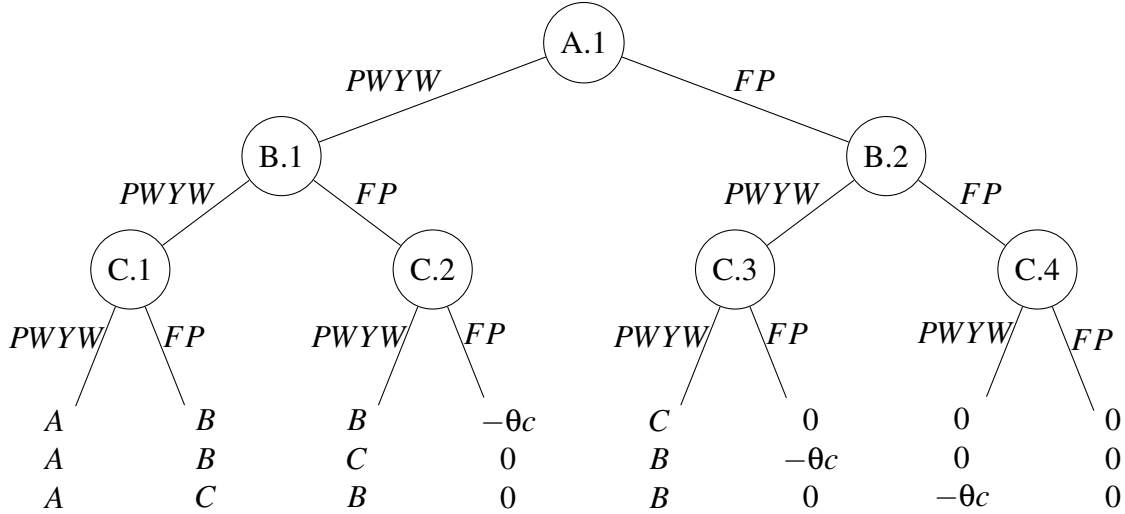 A.1
PWYW FP
B.1 B.2
PWYW FP PWYW FP
C.1 C.2 C.3 C.4
PWYW FP PWYW FP PWYW FP PWYW FP
A B B −θc C 0 0 0
A B C 0 B −θc 0 0
A C B 0 B 0 −θc 0